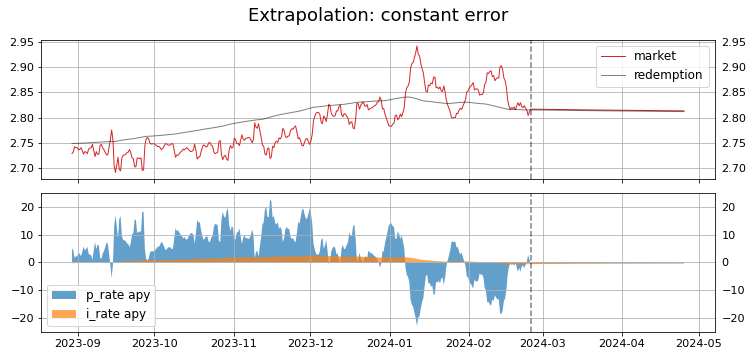 Extrapolation: constant error
2.95 2.95
market
redemption
2.90 2.90
2.85 2.85
2.80 2.80
2.75 2.75
2.70 2.70
20 20
10 10
0 0
−10 −10
p_rate apy
i_rate apy
−20 −20
2023-09 2023-10 2023-11 2023-12 2024-01 2024-02 2024-03 2024-04 2024-05